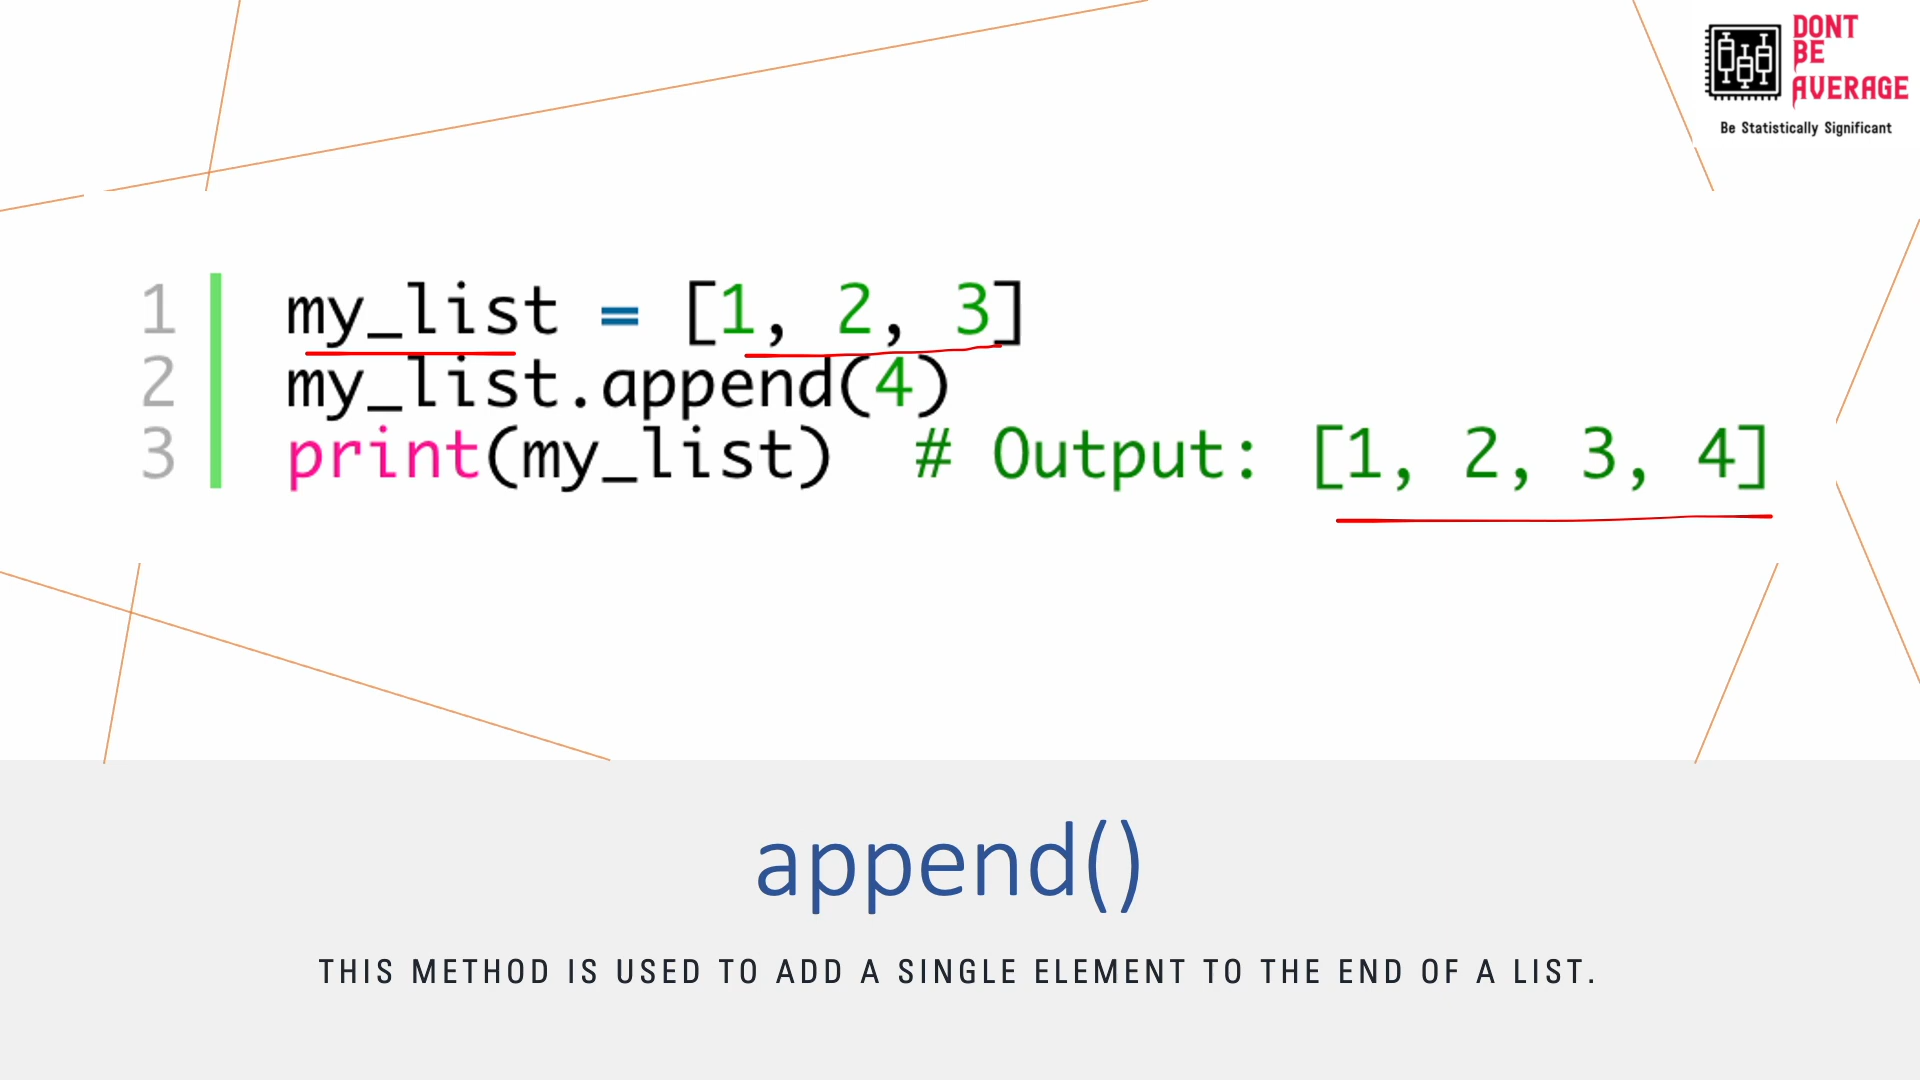 DONT
BE
AVERAGE
Be Statistically Significant
1 my_list = [1, 2, 3]
2 my_list.append(4)
3 print(my_list)  # Output: [1, 2, 3, 4]
append()
THIS METHOD IS USED TO ADD A SINGLE ELEMENT TO THE END OF A LIST.